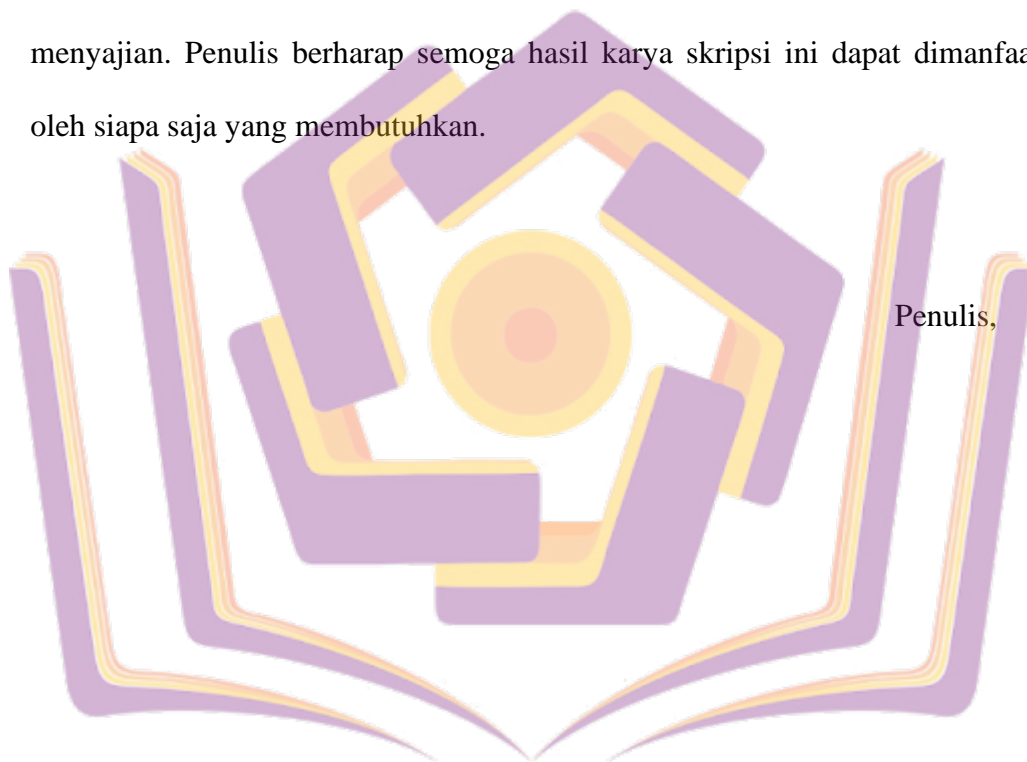 menyajian. Penulis berharap semoga hasil karya skripsi ini dapat dimanfaa
oleh siapa saja yang membutuhkan.
Penulis,